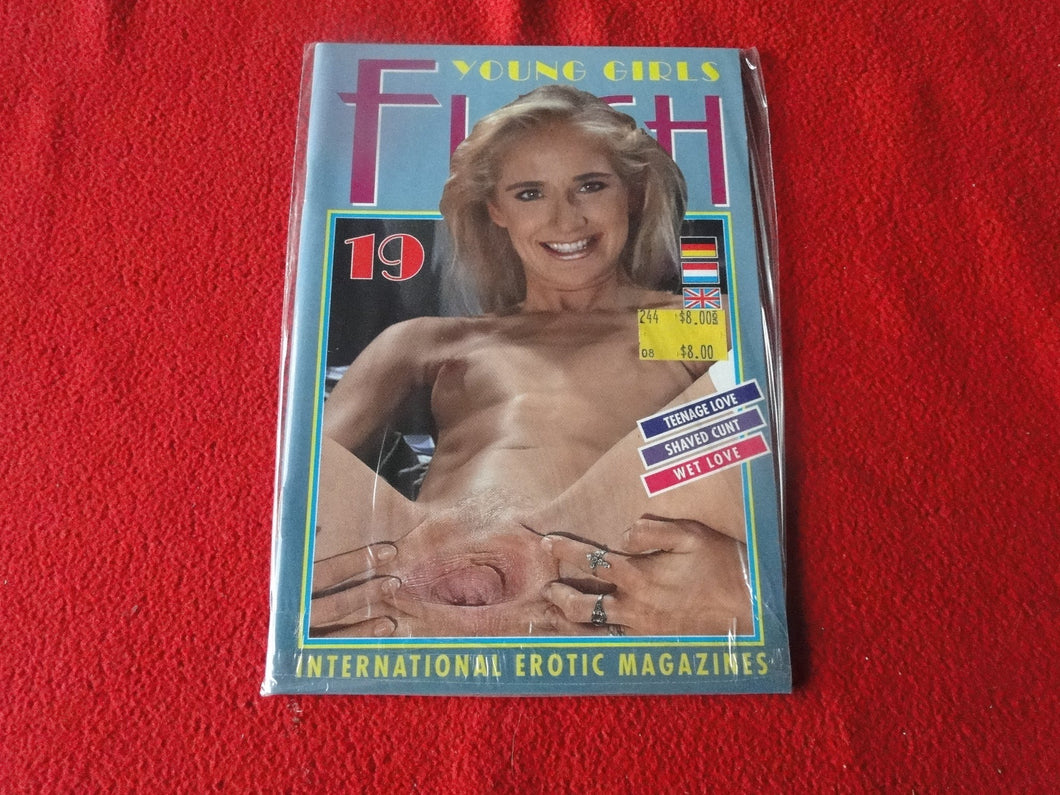 YOUNG GIRLS
19
244 $8.00
08 $8.00
TEENAGE LOVE
SHAVED CUNT
WET LOVE
INTERNATIONAL EROTIC MAGAZINES